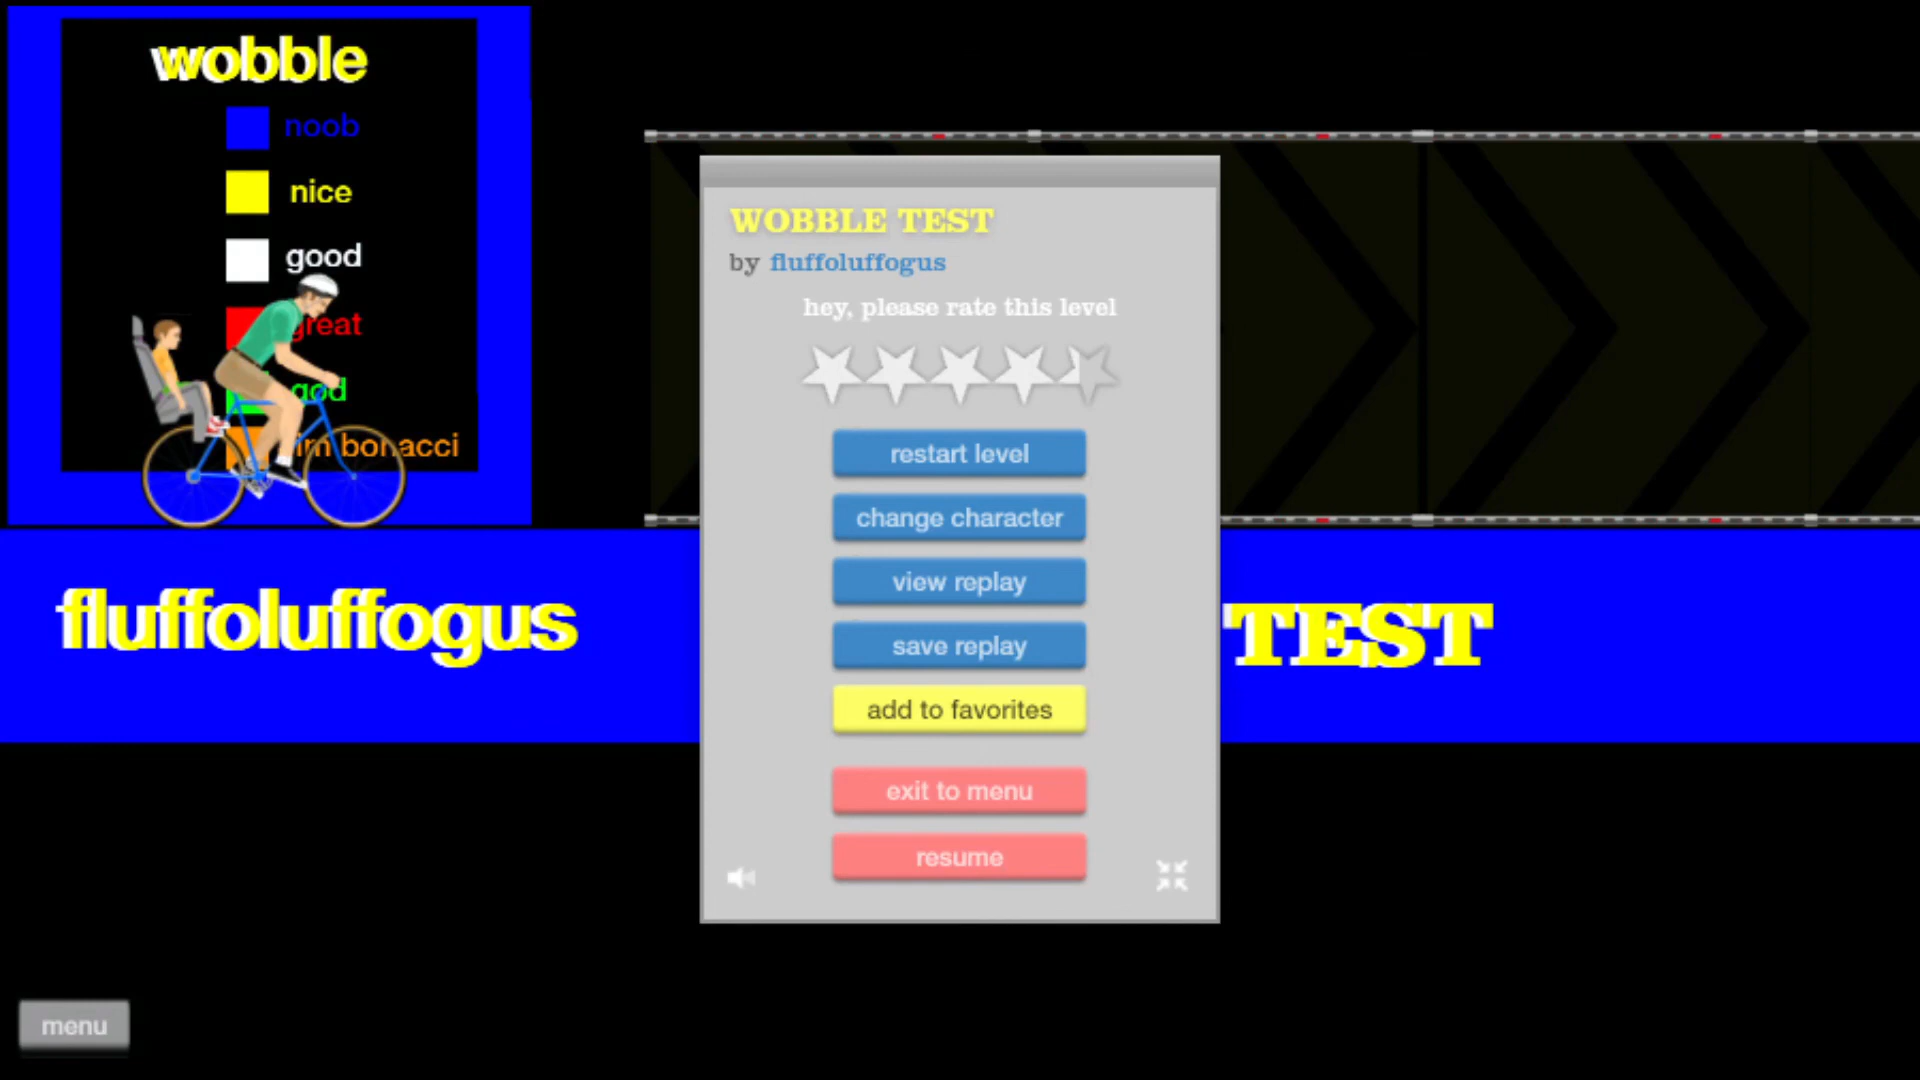 wobble
noob
nice
good
great
god
jim bonacci
fluffoluffogus
TEST
WOBBLE TEST
by fluffoluffogus
hey, please rate this level
restart level
change character
view replay
save replay
add to favorites
exit to menu
resume
menu